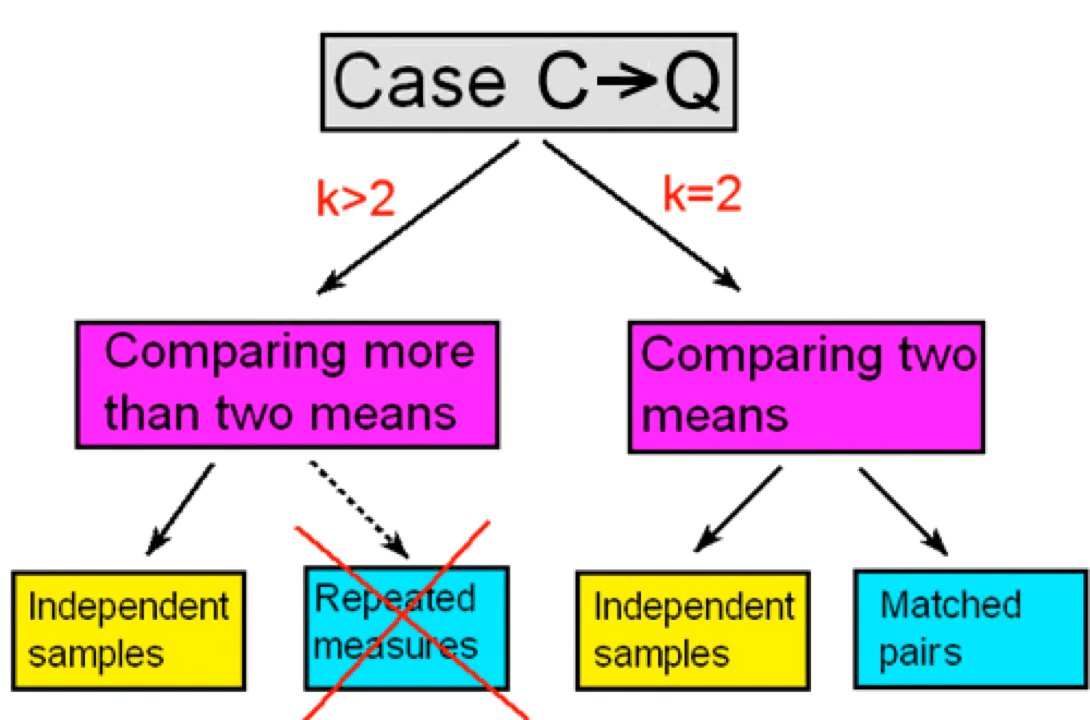 Case C→Q
k>2
k=2
Comparing more
than two means
Comparing two
means
Independent
samples
Repeated
measures
Independent
samples
Matched
pairs